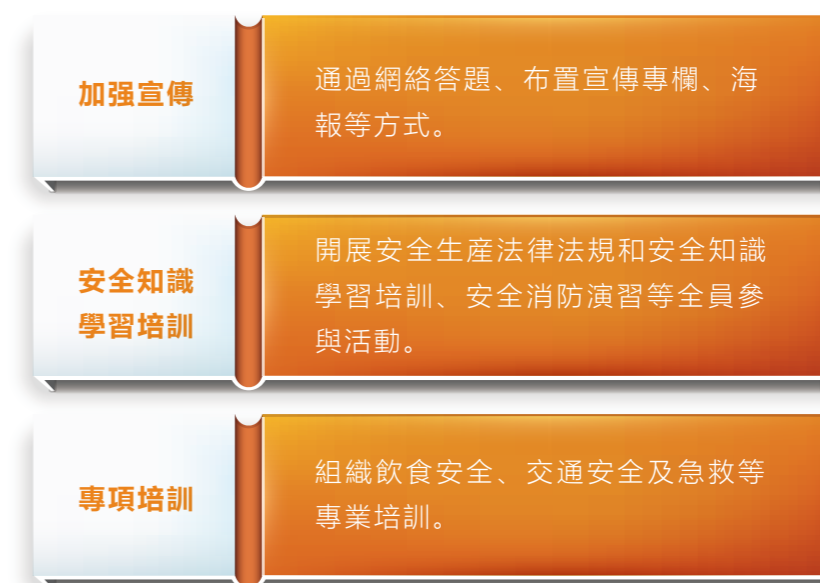 加强宣傳
通過網絡答題、布置宣傳專欄、海
報等方式。
安全知識
學習培訓
開展安全生産法律法規和安全知識
學習培訓、安全消防演習等全員參
與活動。
專項培訓
組織飲食安全、交通安全及急救等
專業培訓。